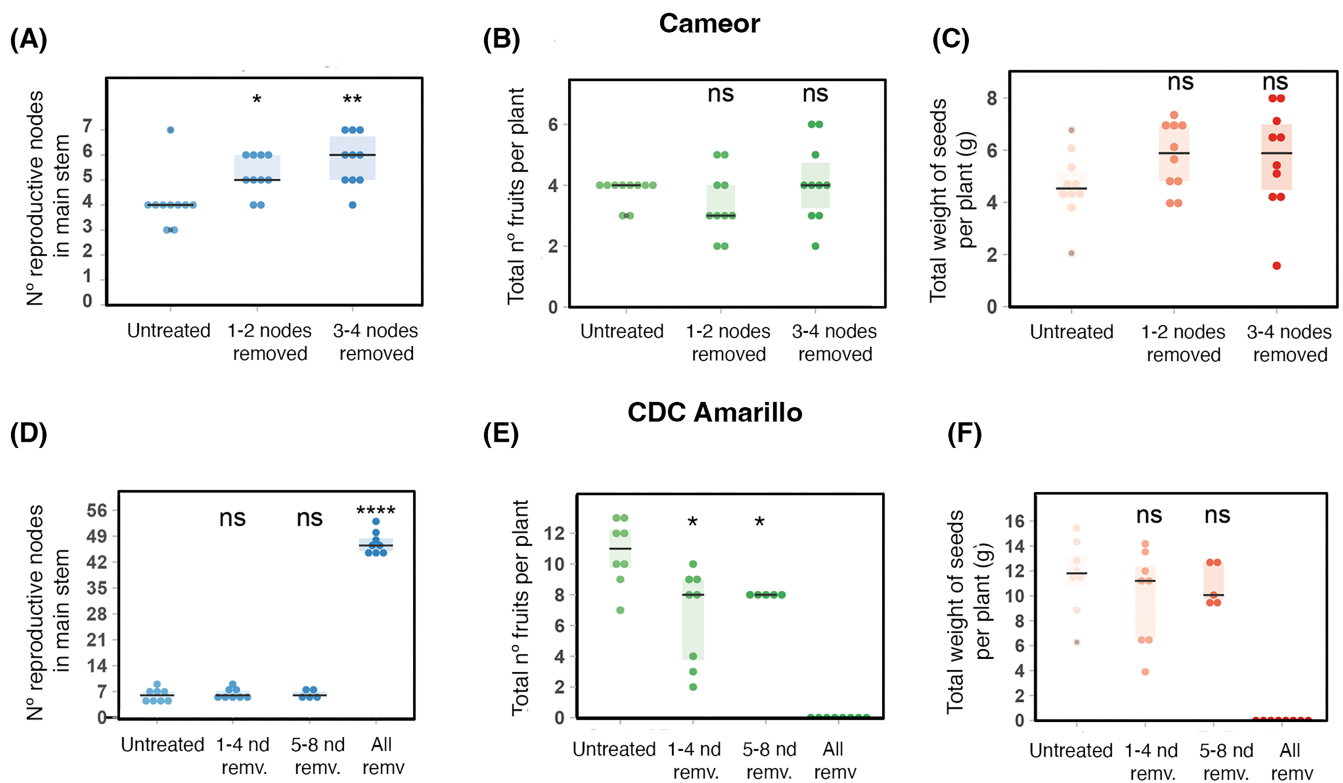 Cameor
(A)
(B)
(C)
Nº reproductive nodes
in main stem
7
6
5
4
3
2
1
0
*
**
Untreated
1-2 nodes
removed
3-4 nodes
removed
Total nº fruits per plant
6
4
2
0
ns
ns
Untreated
1-2 nodes
removed
3-4 nodes
removed
Total weight of seeds
per plant (g)
8
6
4
2
0
ns
ns
Untreated
1-2 nodes
removed
3-4 nodes
removed
CDC Amarillo
(D)
(E)
(F)
Nº reproductive nodes
in main stem
56
49
42
35
28
21
14
7
0
ns
ns
****
Untreated
1-4 nd
remv.
5-8 nd
remv.
All
remv
Total nº fruits per plant
12
10
8
6
4
2
0
*
*
Untreated
1-4 nd
remv.
5-8 nd
remv.
All
remv
Total weight of seeds
per plant (g)
16
14
12
10
8
6
4
2
0
ns
ns
Untreated
1-4 nd
remv.
5-8 nd
remv.
All
remv